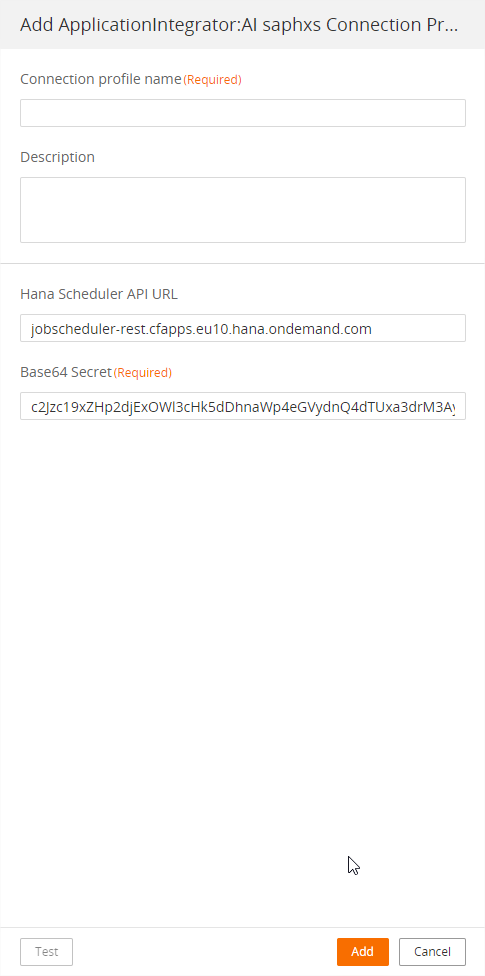 Add ApplicationIntegrator:AI saphxs Connection Pr...
Connection profile name (Required)
Description
Hana Scheduler API URL
jobscheduler-rest.cfapps.eu10.hana.ondemand.com
Base64 Secret (Required)
c2Jzc19xZHp2djExOWl3cHk5dDhnaWp4eGVydnQ4dTUxa3drM3Ay
Test
Add
Cancel